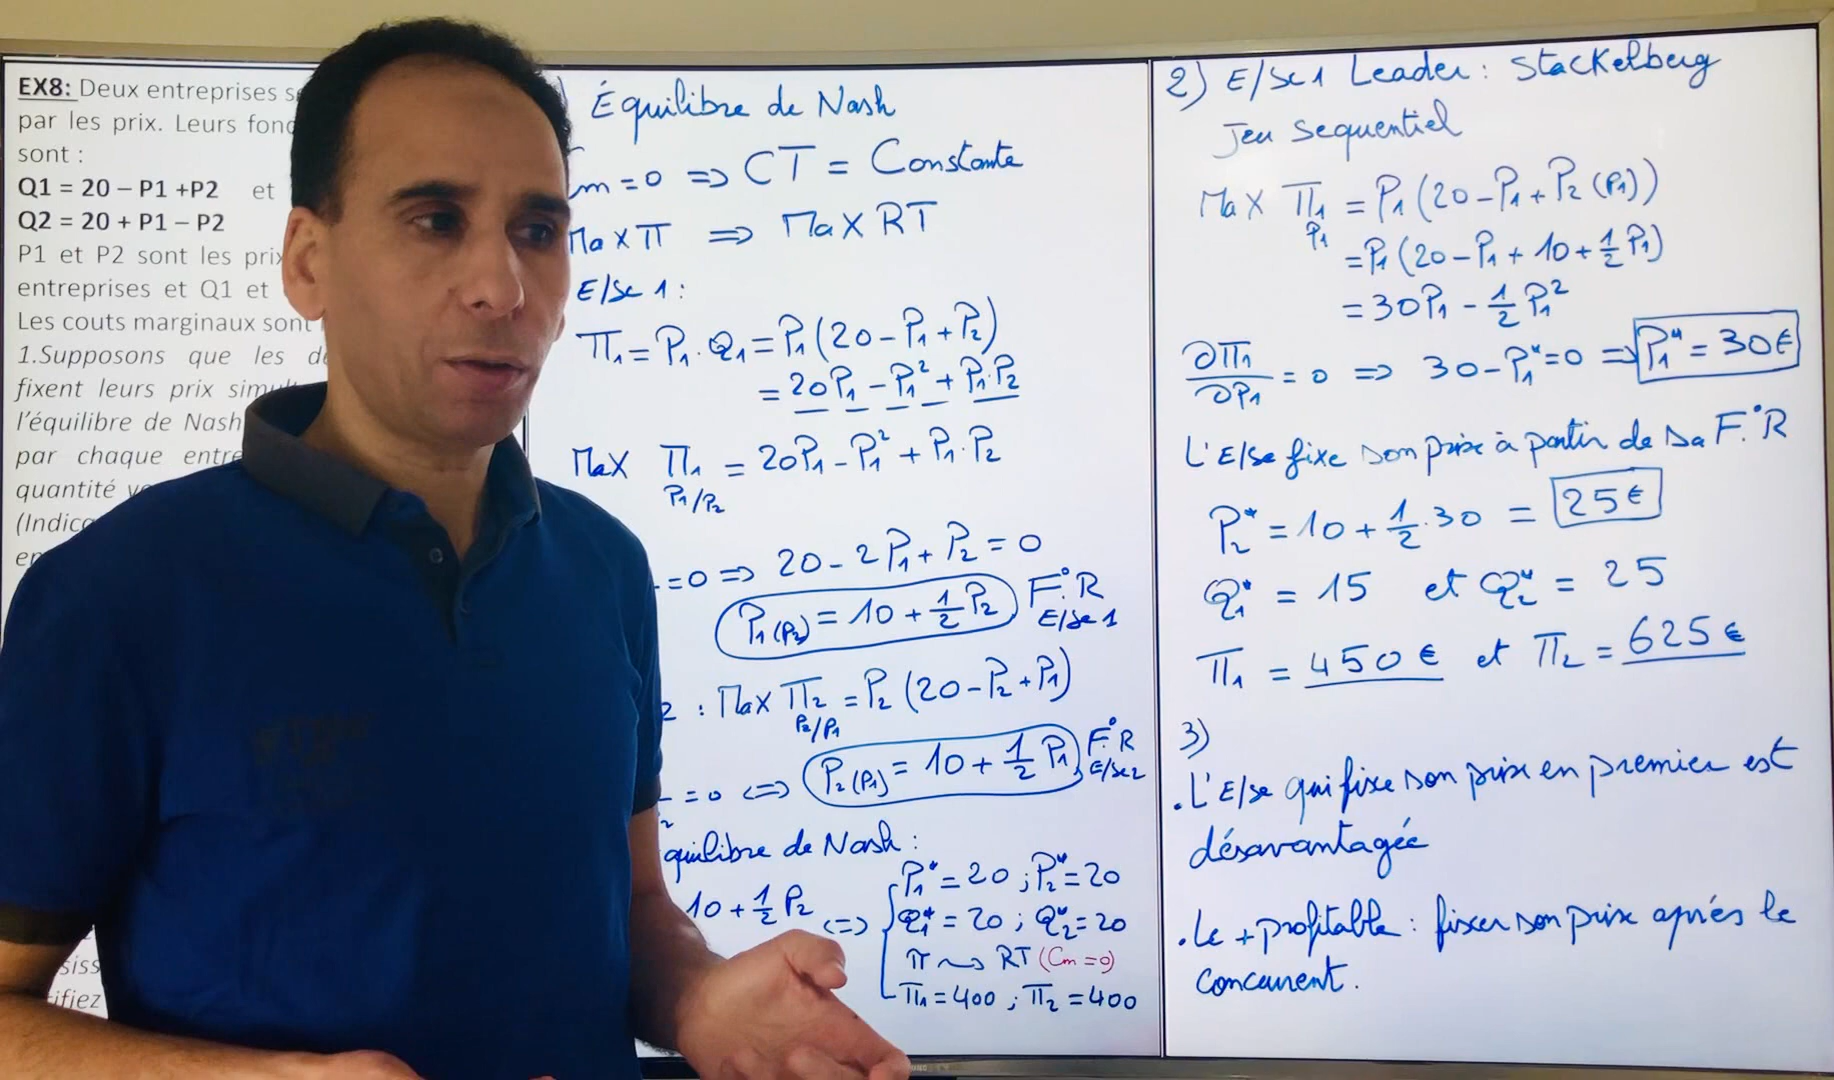 EX8: Deux entreprises
par les prix. Leurs
sont :
Q1 = 20 – P1 +P2 et
Q2 = 20 + P1 – P2
P1 et P2 sont les prix
entreprises et Q1 et
Les couts marginaux sont
1.Supposons que les
fixent leurs prix
l'équilibre de Nash
par chaque
quantité
Équilibre de Nash
m = 0 => CT = Constante
Max π => Max RT
E/se 1 :
π1 = P1 . Q1 = P1 (20 - P1 + P2)
= 20P1 - P1² + P1.P2
Max π1 = 20P1 - P1² + P1.P2
P1/P2
= 0 => 20 - 2P1 + P2 = 0
P1(P2) = 10 + 1/2 P2 F°.R
E/se 1
2 : Max π2 = P2 (20 - P2 + P1)
P2/P1
= 0 <=> P2(P1) = 10 + 1/2 P1 F°.R
E/se2
quilibre de Nash :
10 + 1/2 P2 <=> P1* = 20 ; P2* = 20
Q1* = 20 ; Q2* = 20
π ~> RT (Cm = 0)
π1 = 400 ; π2 = 400
2) E/se 1 Leader : Stackelberg
Jeu sequentiel
Max π1 = P1 (20 - P1 + P2 (P1))
P1
= P1 (20 - P1 + 10 + 1/2 P1)
= 30P1 - 1/2 P1²
∂π1/∂P1 = 0 => 30 - P1* = 0 => P1* = 30€
L'E/se fixe son prix à partir de sa F°.R
P2* = 10 + 1/2 . 30 = 25€
Q1* = 15 et Q2* = 25
π1 = 450 € et π2 = 625 €
3)
. L'E/se qui fixe son prix en premier est
désavantagée
. Le + profitable : fixer son prix après le
concurent .